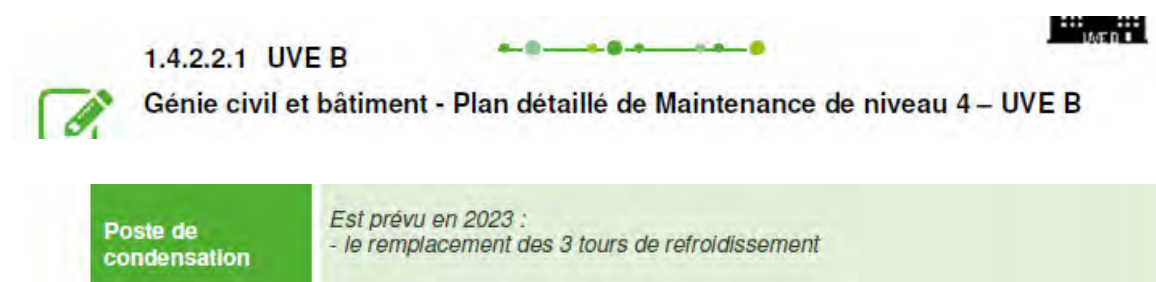 1.4.2.2.1 UVE B
UVE B
Génie civil et bâtiment - Plan détaillé de Maintenance de niveau 4 – UVE B
Poste de
condensation
Est prévu en 2023 :
- le remplacement des 3 tours de refroidissement